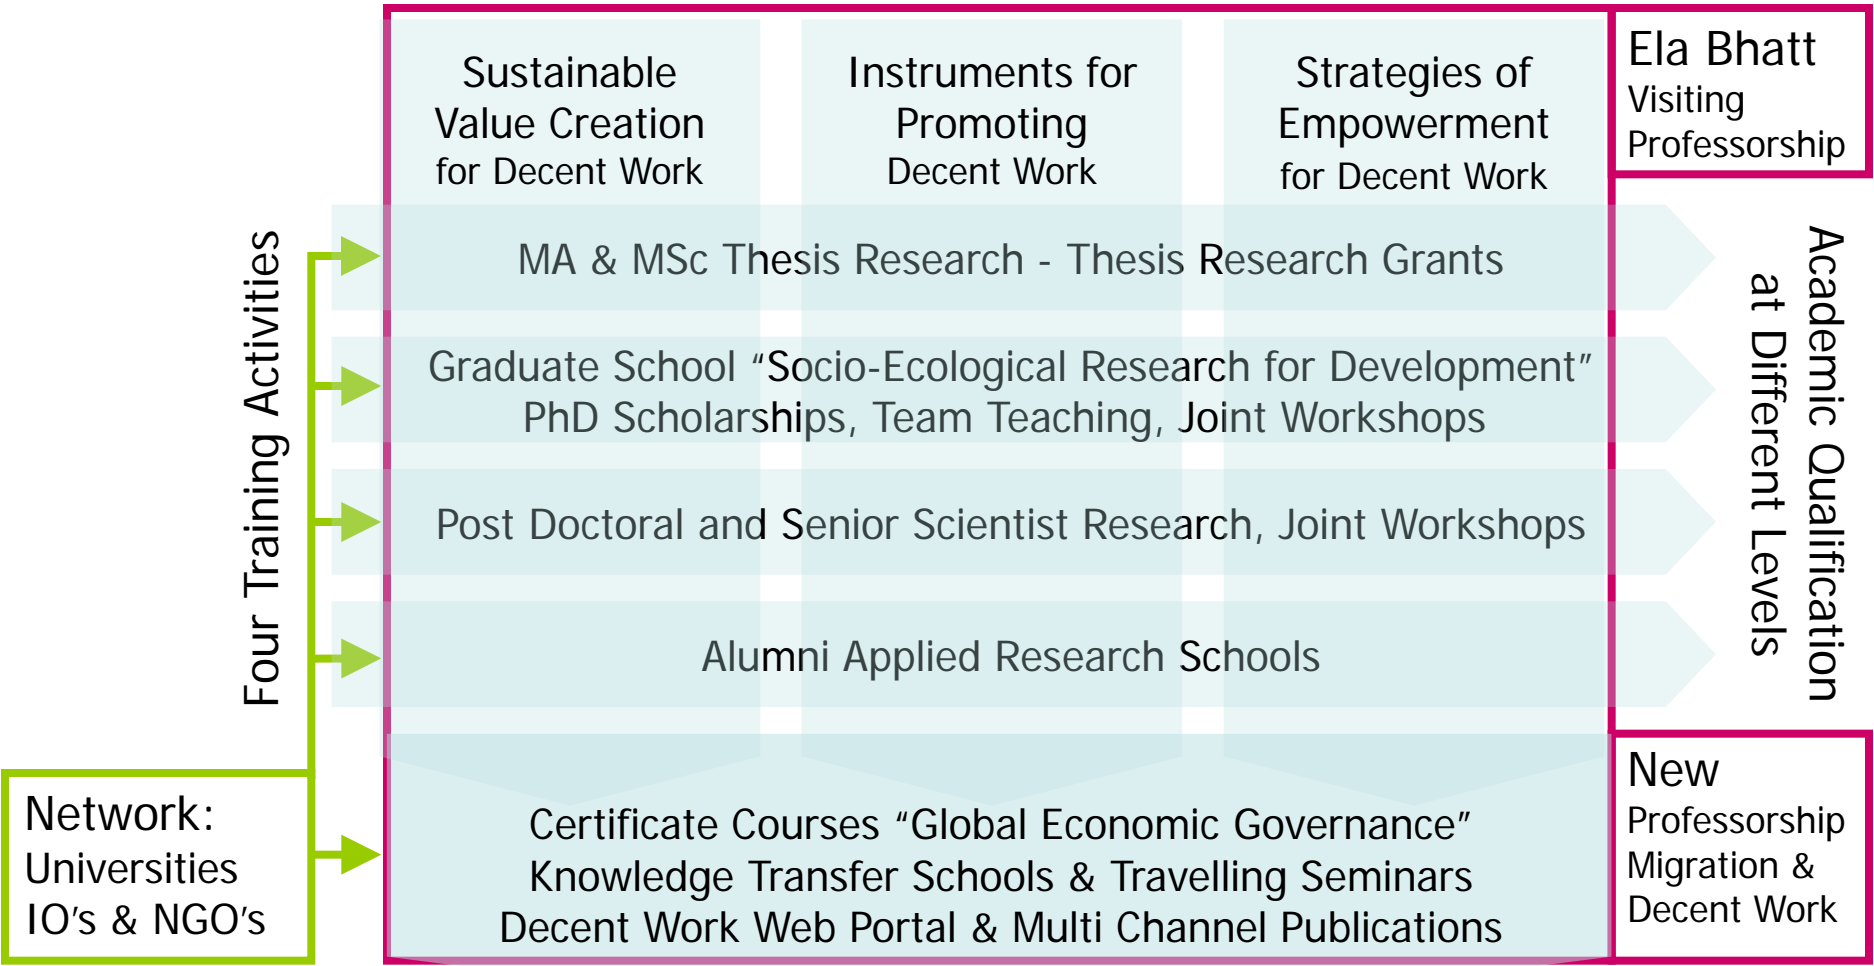 Sustainable
Value Creation
for Decent Work
Instruments for
Promoting
Decent Work
Strategies of
Empowerment
for Decent Work
Ela Bhatt
Visiting
Professorship
Four Training Activities
MA & MSc Thesis Research - Thesis Research Grants
Graduate School “Socio-Ecological Research for Development”
PhD Scholarships, Team Teaching, Joint Workshops
Post Doctoral and Senior Scientist Research, Joint Workshops
Alumni Applied Research Schools
Academic Qualification
at Different Levels
Network:
Universities
IO's & NGO's
Certificate Courses “Global Economic Governance”
Knowledge Transfer Schools & Travelling Seminars
Decent Work Web Portal & Multi Channel Publications
New
Professorship
Migration &
Decent Work